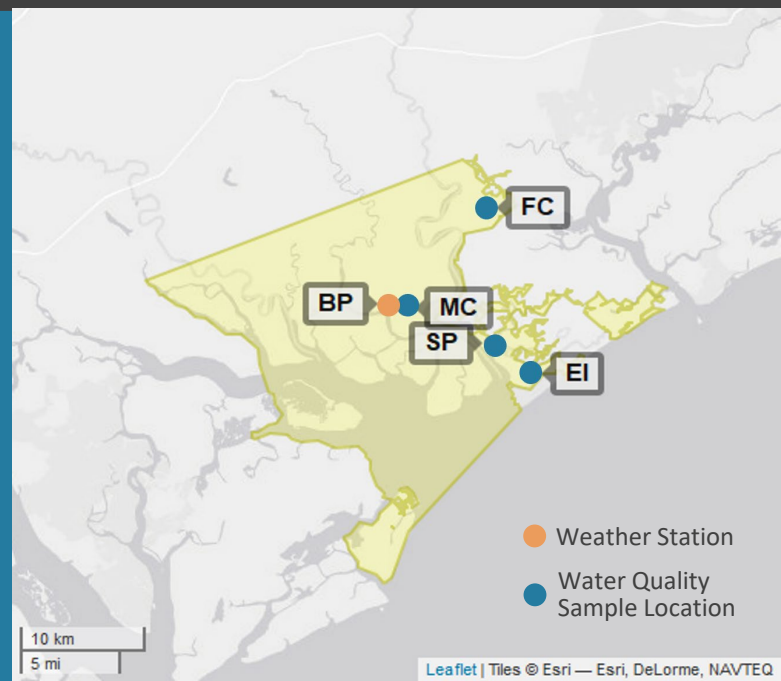 FC
BP
MC
SP
EI
Weather Station
Water Quality
Sample Location
10 km
5 mi
Leaflet | Tiles © Esri — Esri, DeLorme, NAVTEQ